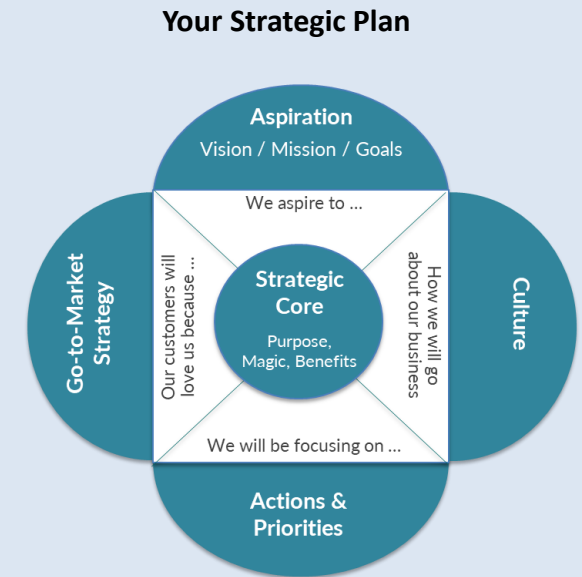 Your Strategic Plan
Aspiration
Vision / Mission / Goals
We aspire to ...
Go-to-Market
Strategy
Our customers will
love us because ...
Strategic
Core
Purpose,
Magic, Benefits
How we will go
about our business
Culture
We will be focusing on ...
Actions &
Priorities